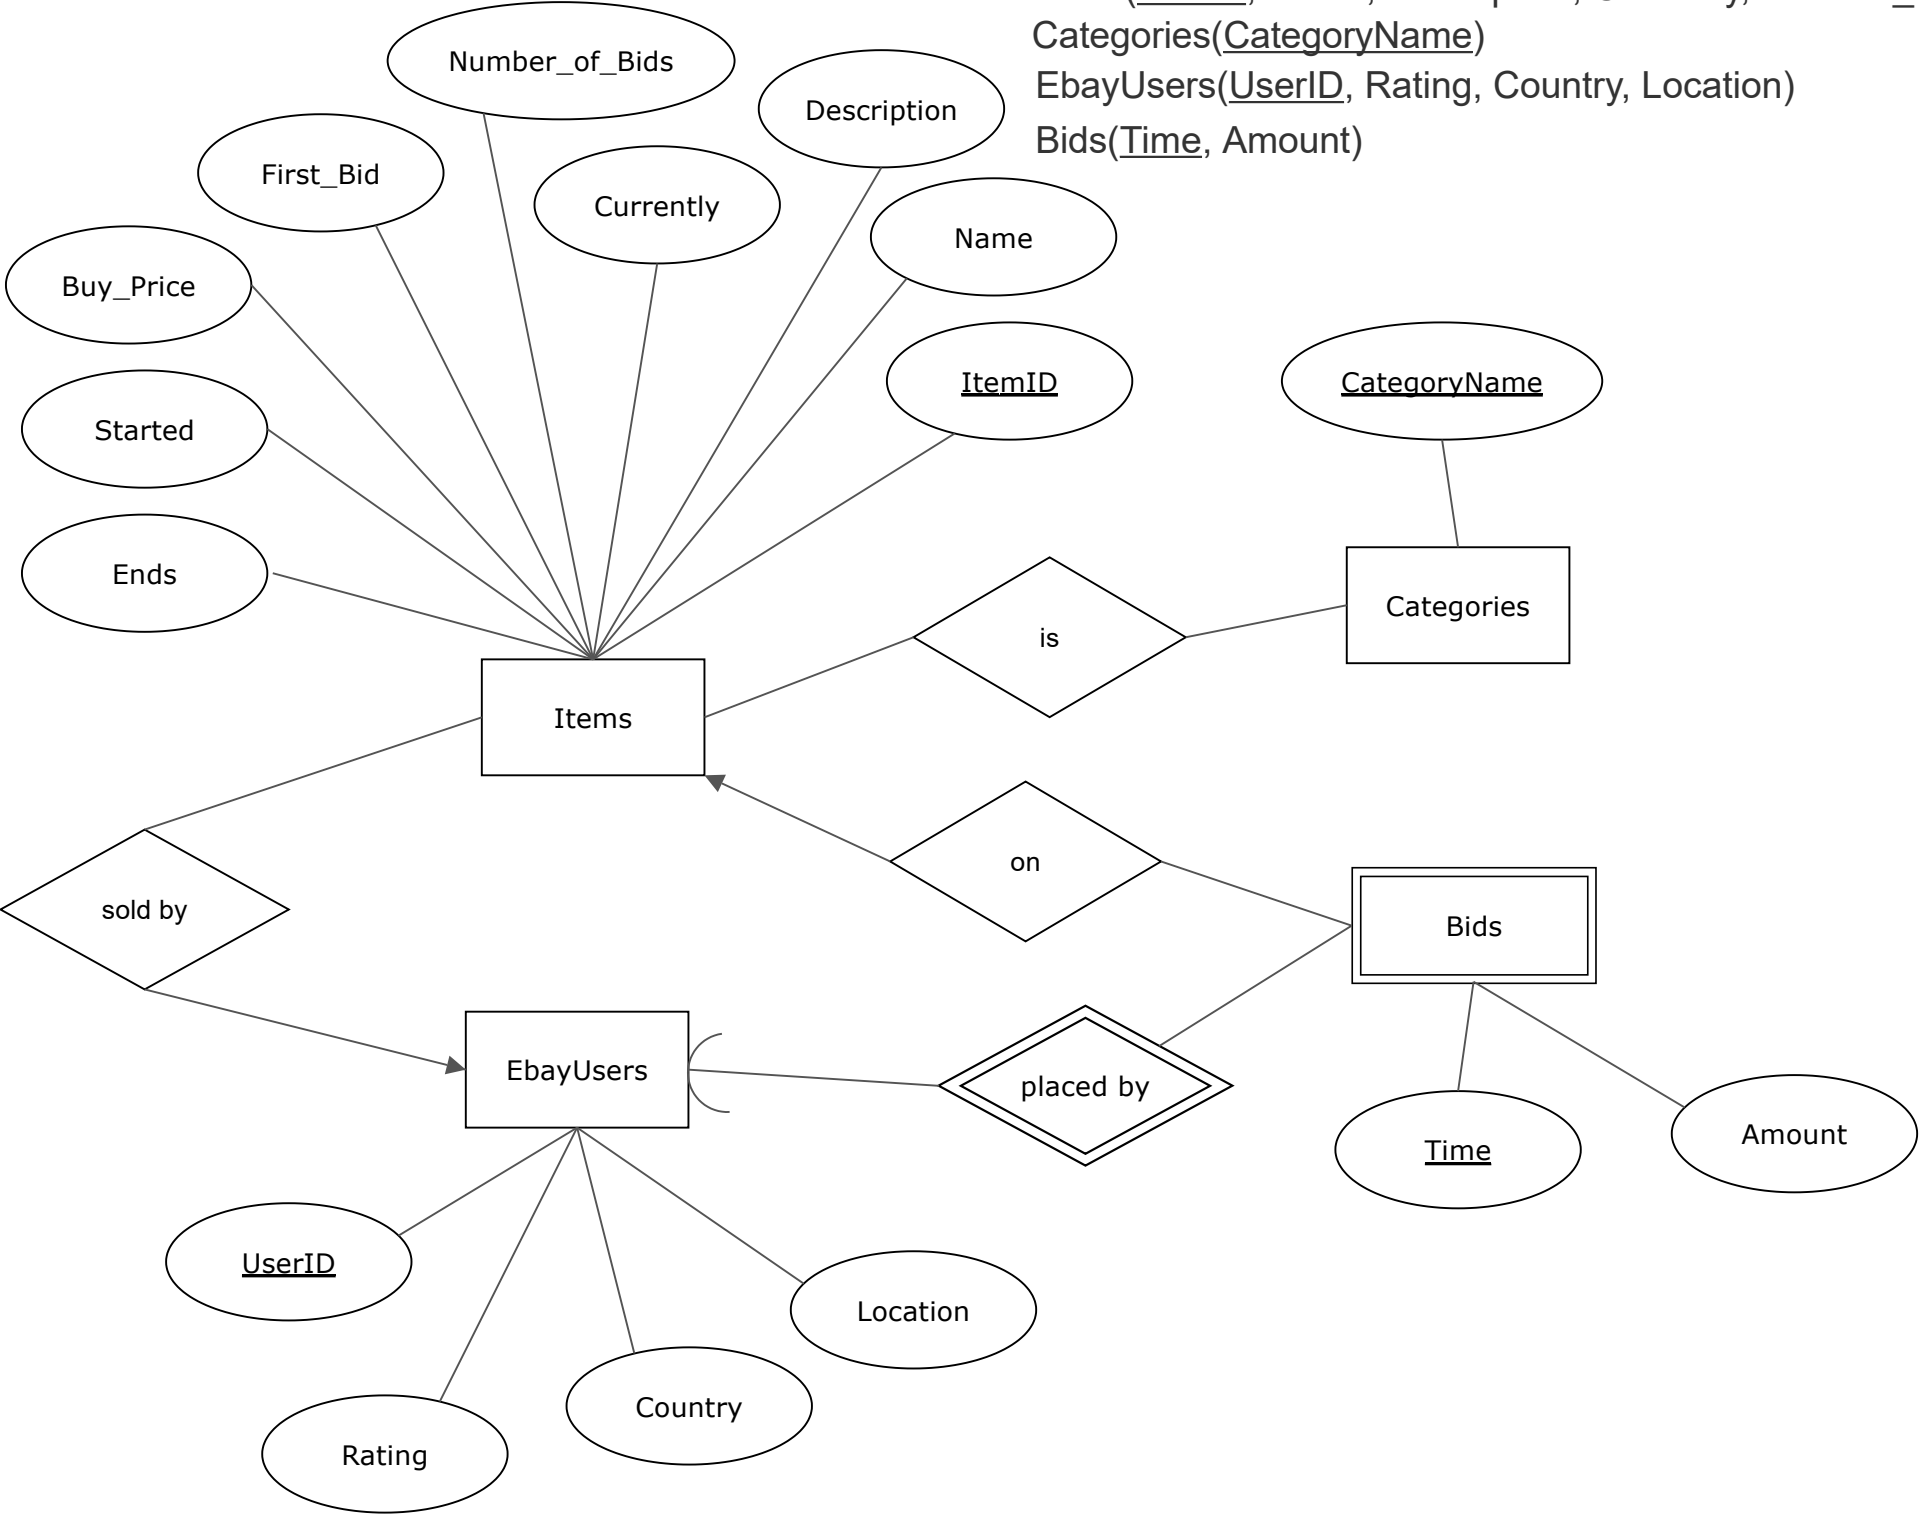 Categories(CategoryName)
EbayUsers(UserID, Rating, Country, Location)
Bids(Time, Amount)
Number_of_Bids
Description
First_Bid
Currently
Name
Buy_Price
ItemID
CategoryName
Started
Ends
is
Categories
Items
on
sold by
Bids
EbayUsers
placed by
Time
Amount
UserID
Location
Country
Rating